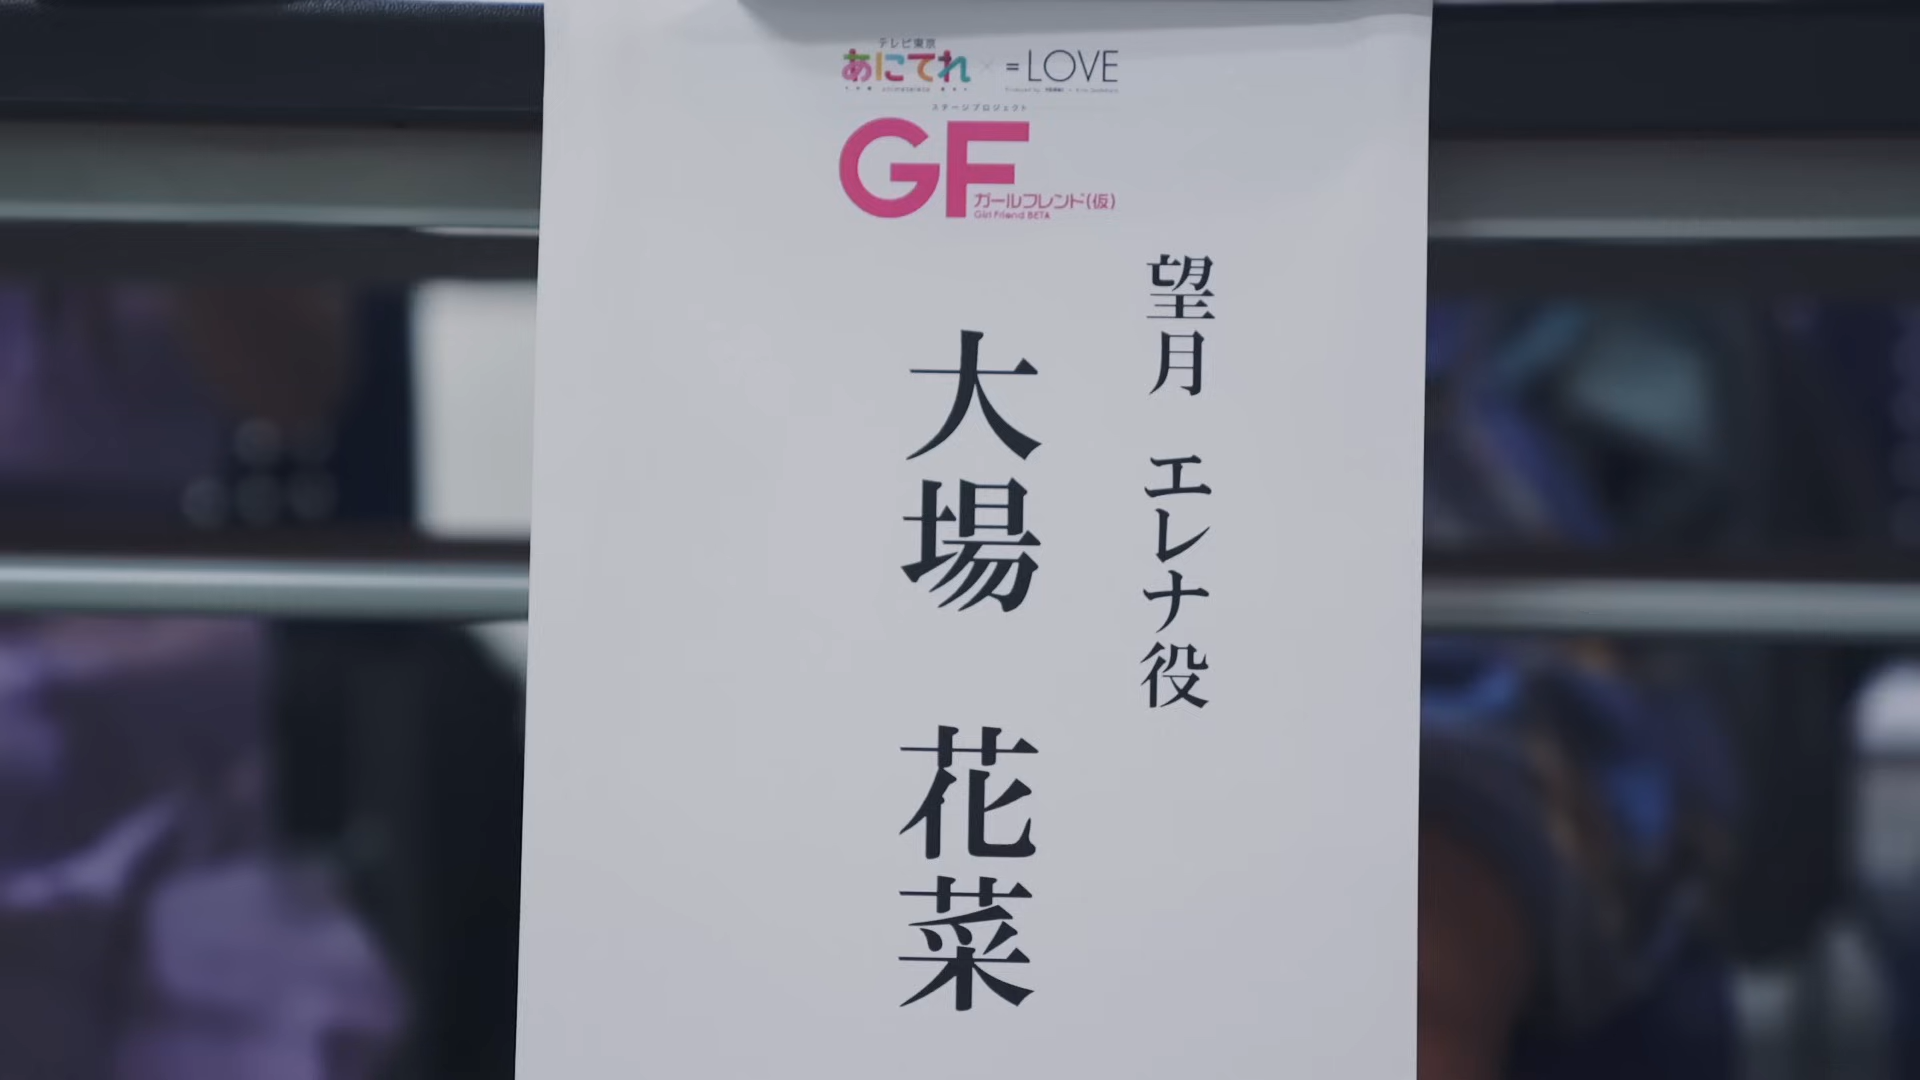 テレビ東京
あにてれ × =LOVE
スタージプロジェクト
GF
ガールフレンド(仮)
Girl Friend BETA
望月 エレナ役
大場 花菜